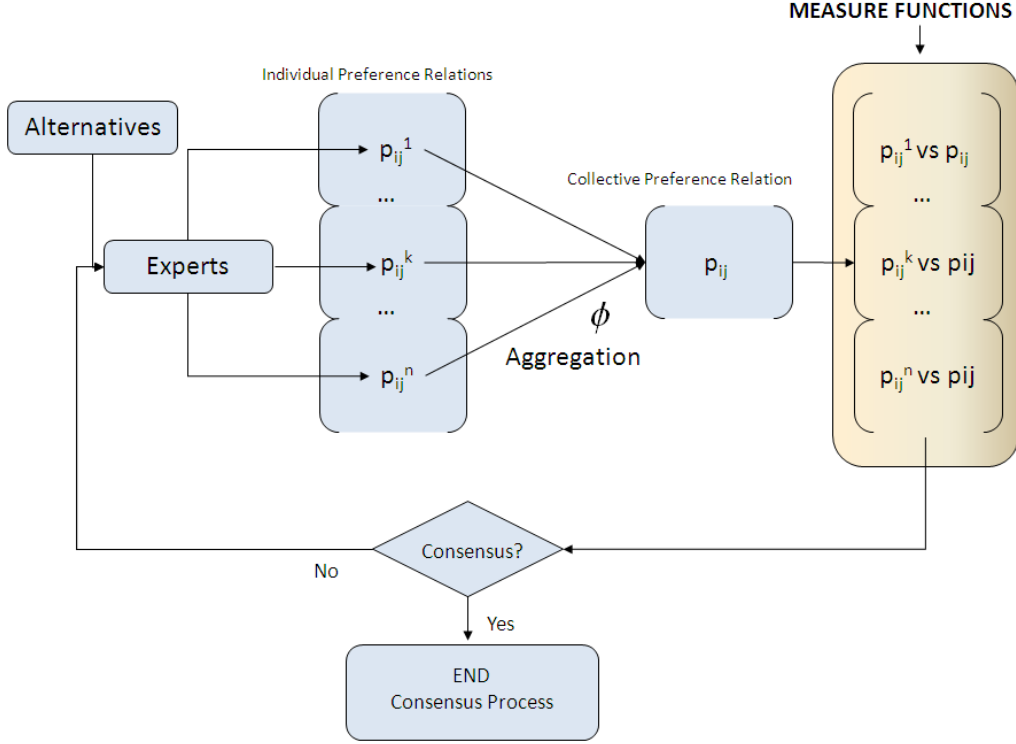 MEASURE FUNCTIONS
Individual Preference Relations
Alternatives
p_ij^1
...
p_ij^k
...
p_ij^n
Experts
Collective Preference Relation
p_ij
ϕ
Aggregation
p_ij^1 vs p_ij
...
p_ij^k vs pij
...
p_ij^n vs pij
Consensus?
No
Yes
END
Consensus Process